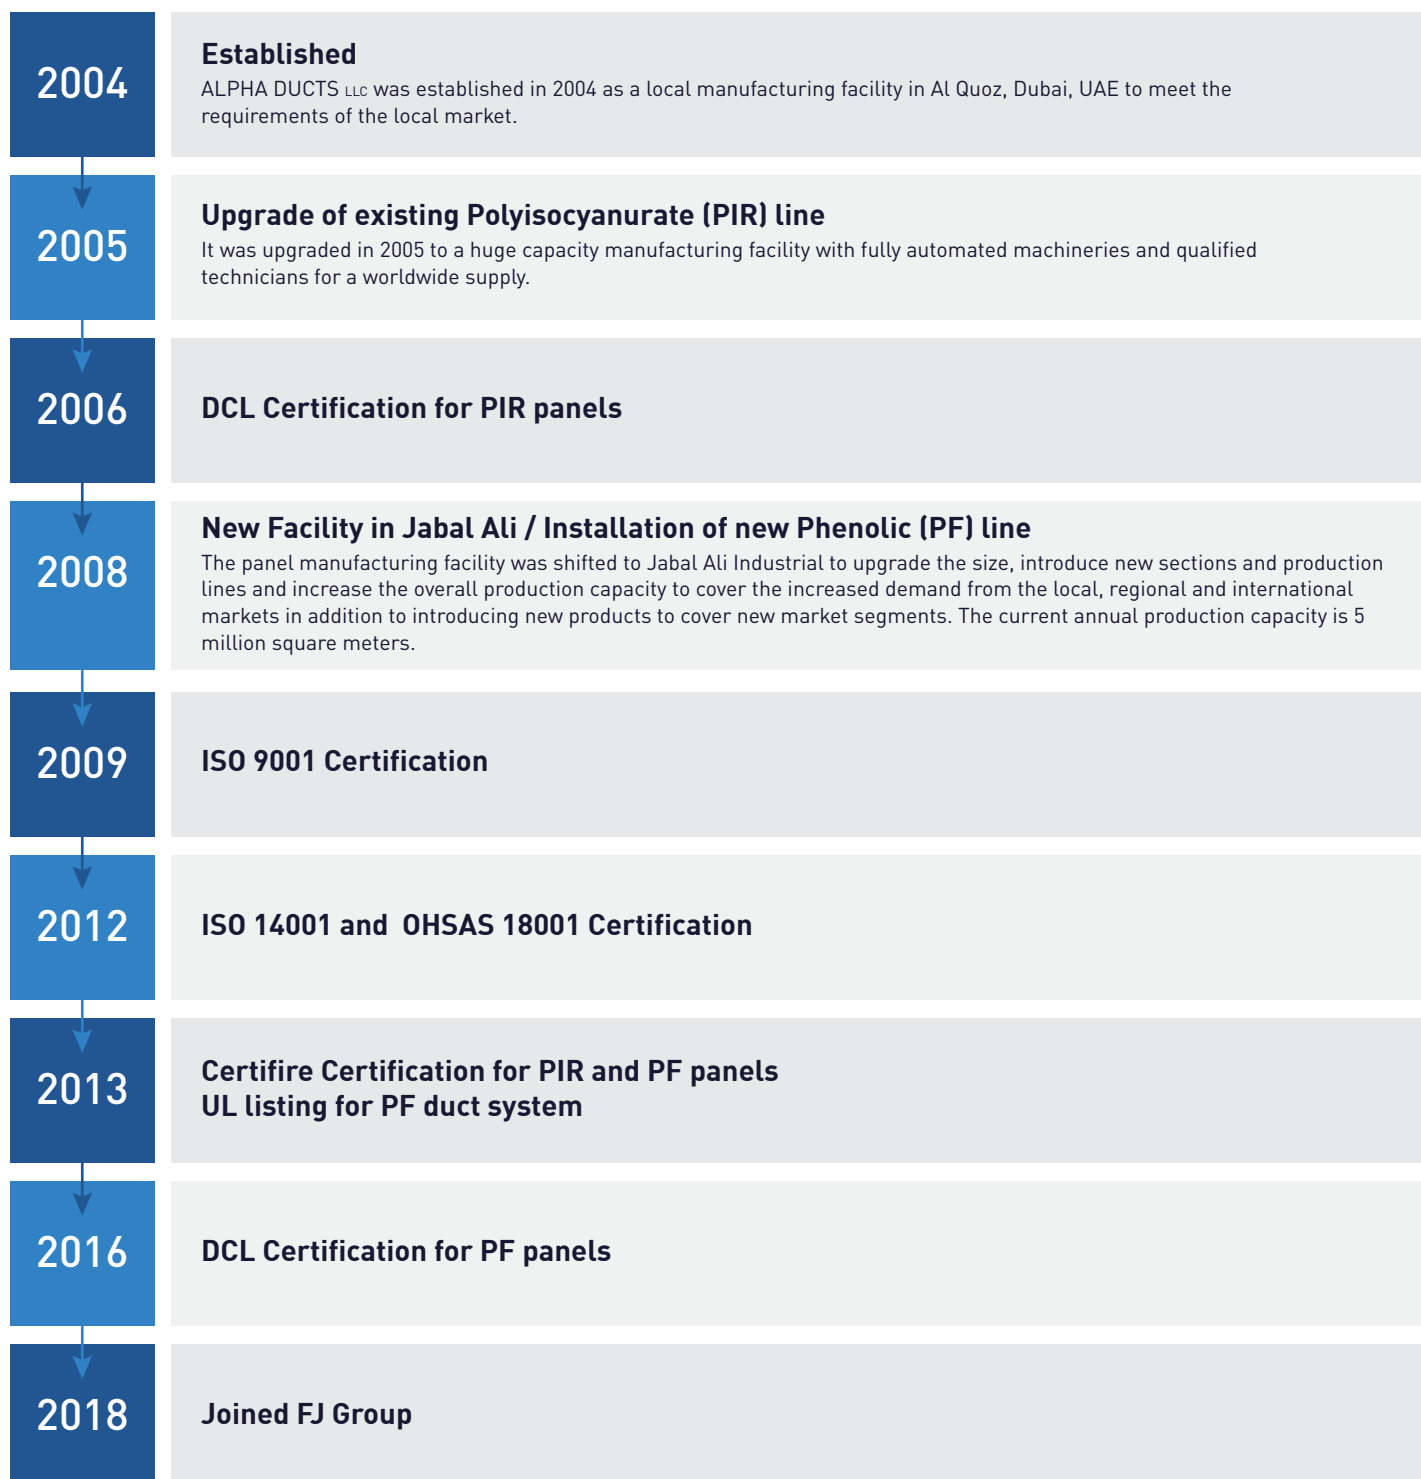 2004
Established
ALPHA DUCTS LLC was established in 2004 as a local manufacturing facility in Al Quoz, Dubai, UAE to meet the
requirements of the local market.
2005
Upgrade of existing Polyisocyanurate (PIR) line
It was upgraded in 2005 to a huge capacity manufacturing facility with fully automated machineries and qualified
technicians for a worldwide supply.
2006
DCL Certification for PIR panels
2008
New Facility in Jabal Ali / Installation of new Phenolic (PF) line
The panel manufacturing facility was shifted to Jabal Ali Industrial to upgrade the size, introduce new sections and production
lines and increase the overall production capacity to cover the increased demand from the local, regional and international
markets in addition to introducing new products to cover new market segments. The current annual production capacity is 5
million square meters.
2009
ISO 9001 Certification
2012
ISO 14001 and  OHSAS 18001 Certification
2013
Certifire Certification for PIR and PF panels
UL listing for PF duct system
2016
DCL Certification for PF panels
2018
Joined FJ Group